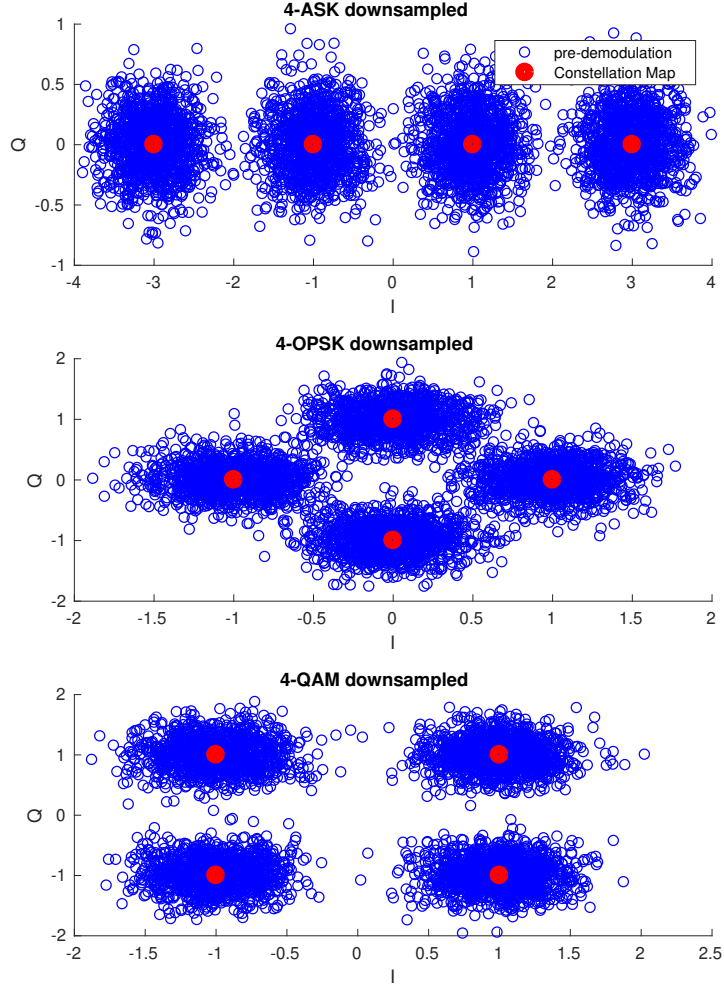 4-ASK downsampled
1
0.5
0
-0.5
-1
Q
pre-demodulation
Constellation Map
-4 -3 -2 -1 0 1 2 3 4
I
4-OPSK downsampled
2
1
0
-1
-2
Q
-2 -1.5 -1 -0.5 0 0.5 1 1.5 2
I
4-QAM downsampled
2
1
0
-1
-2
Q
-2 -1.5 -1 -0.5 0 0.5 1 1.5 2 2.5
I